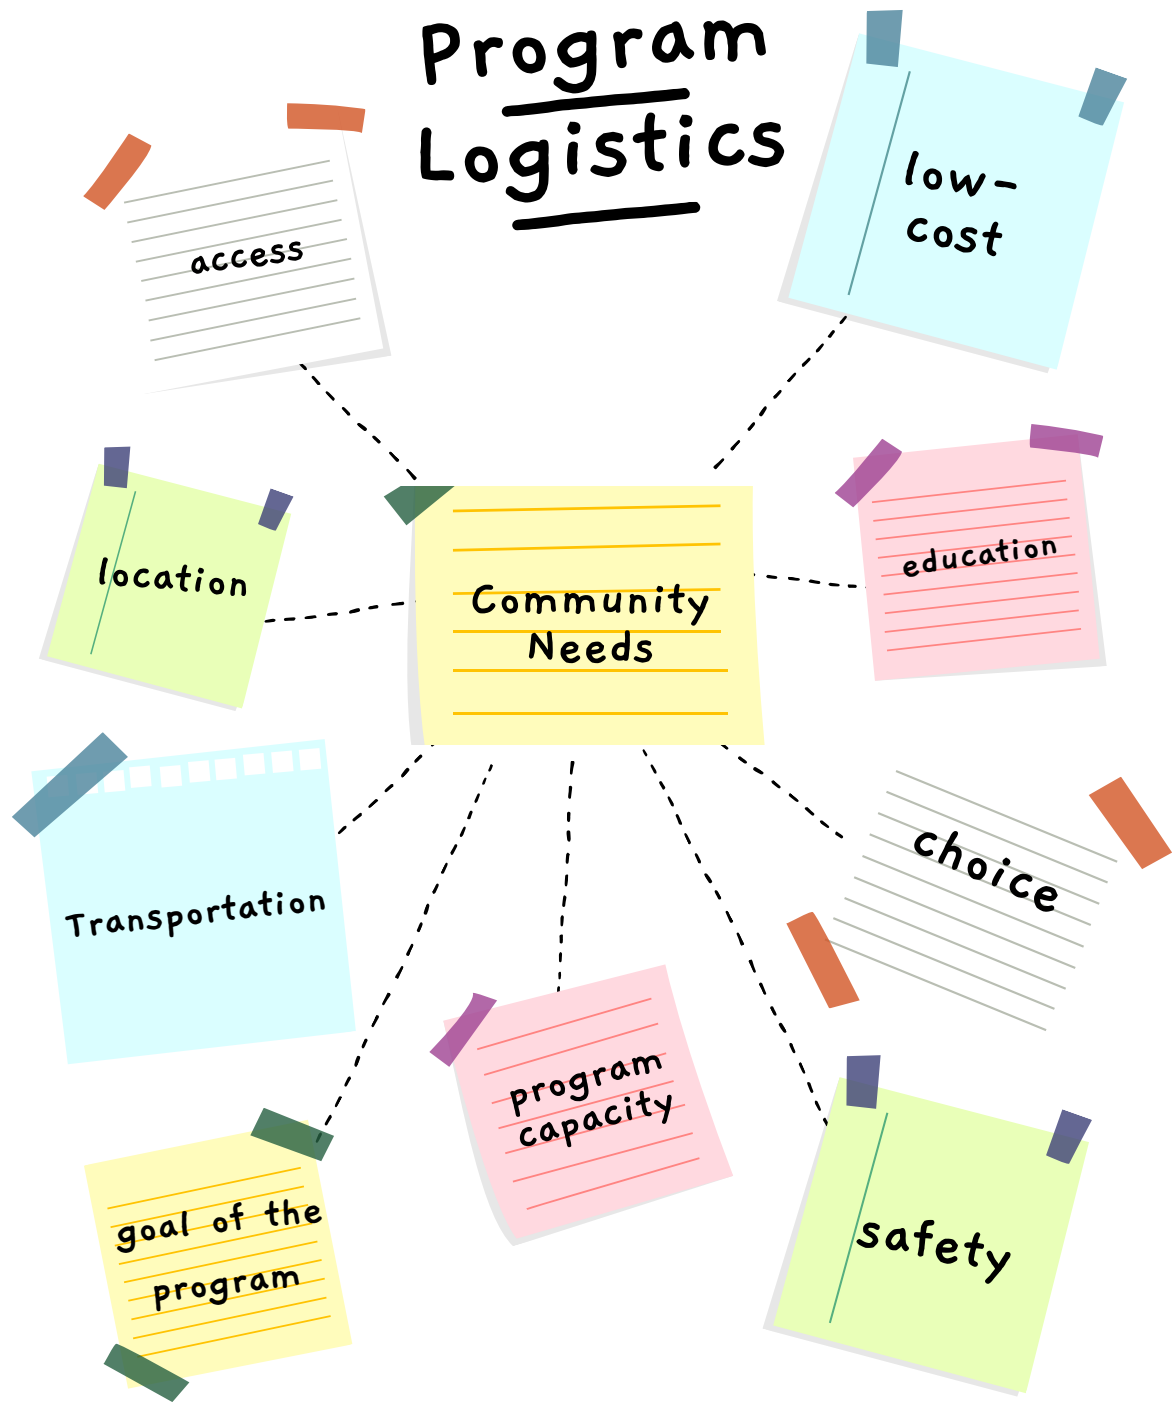 Program
Logistics
access
low-
cost
location
Community
Needs
education
Transportation
choice
program
capacity
goal of the
program
safety